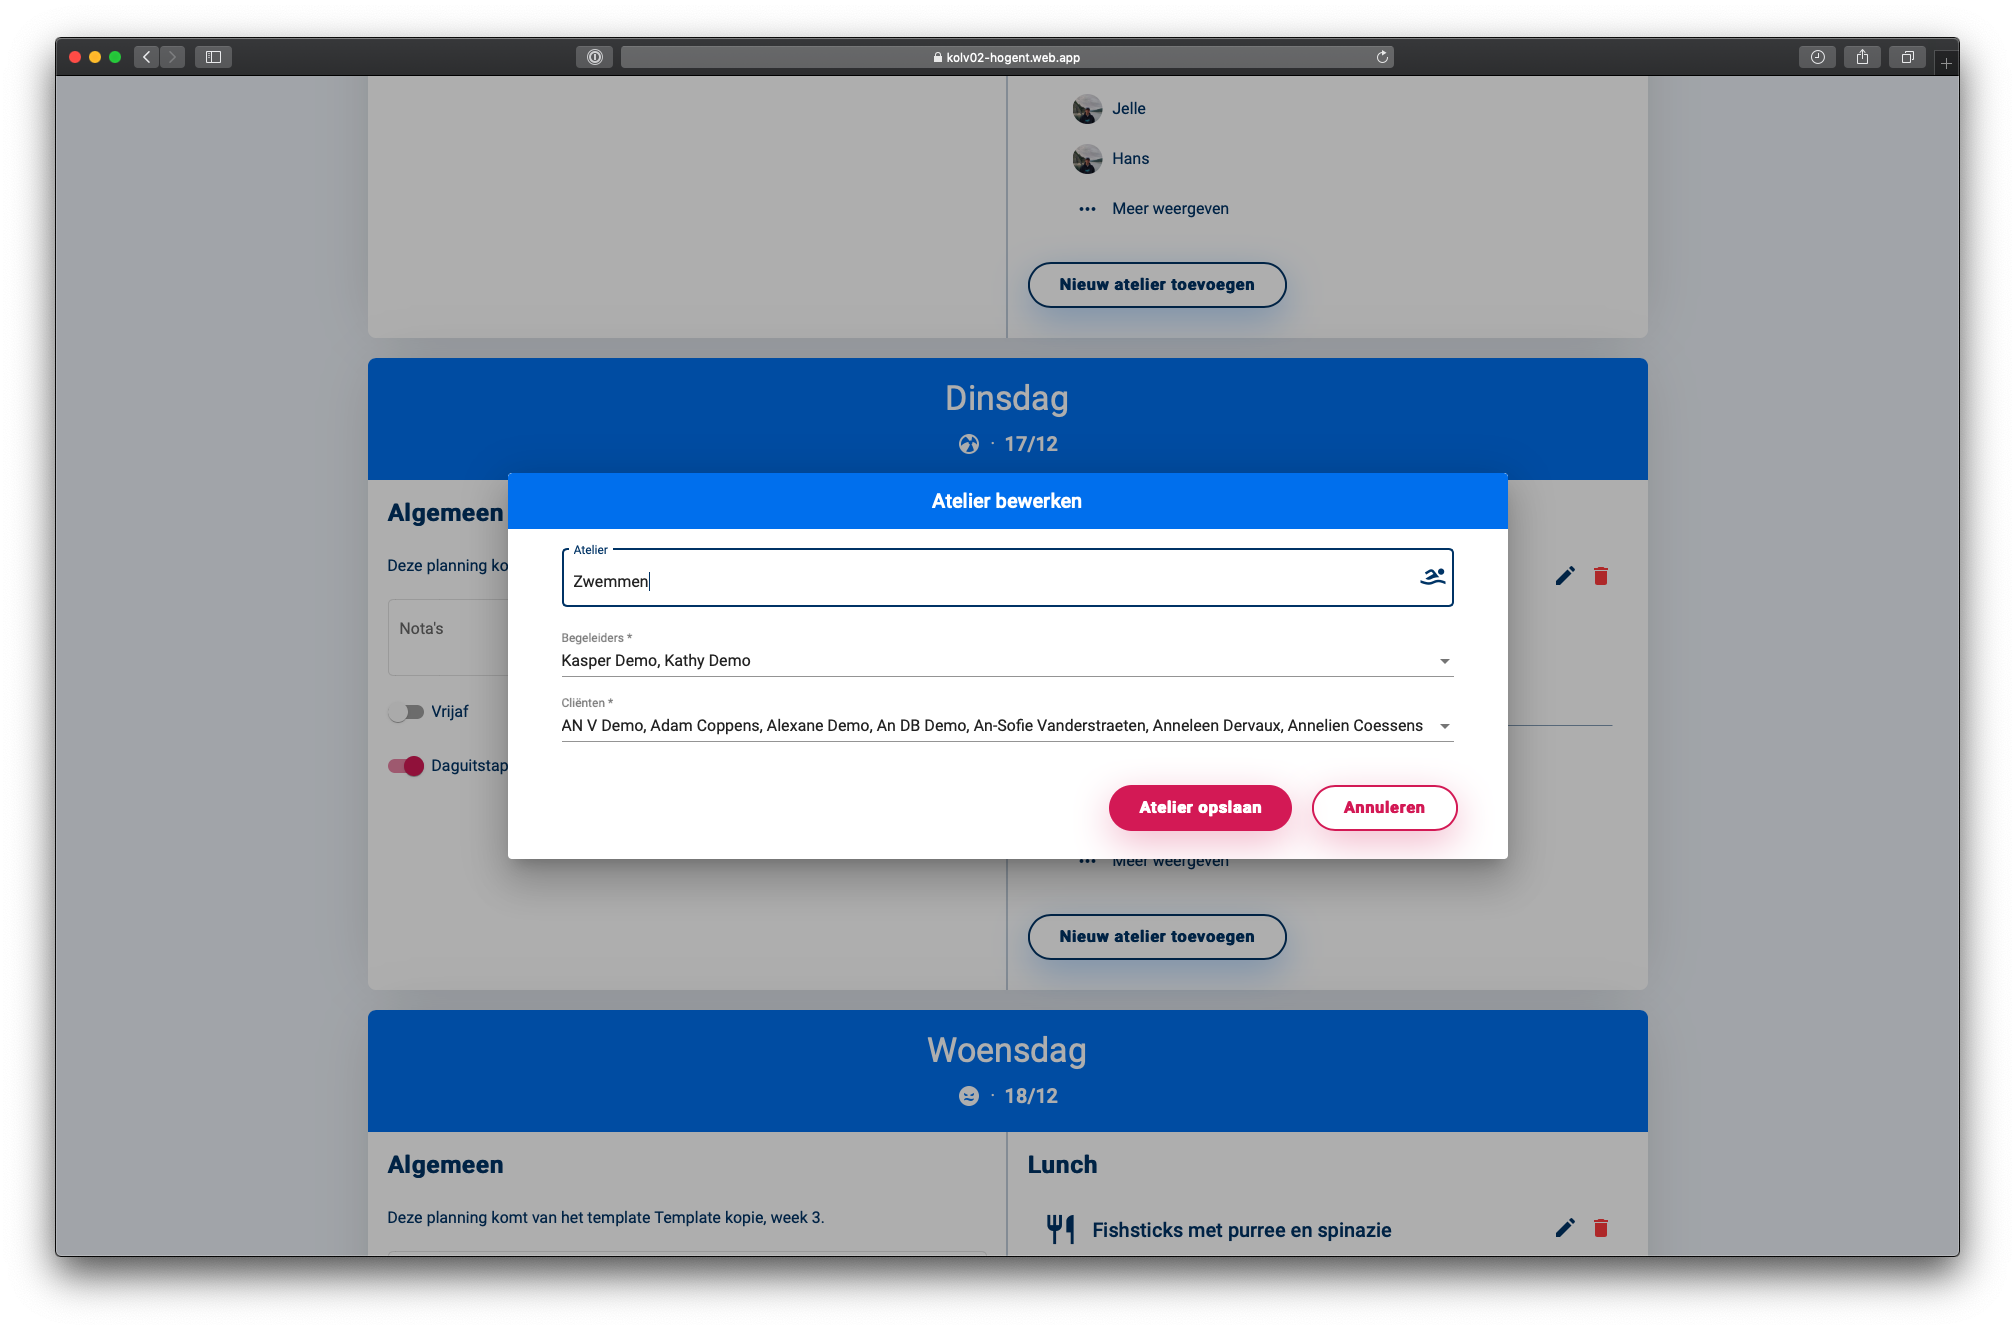 kolv02-hogent.web.app
Jelle
Hans
Meer weergeven
Nieuw atelier toevoegen
Dinsdag
· 17/12
Algemeen
Deze planning ko
Nota's
Vrijaf
Daguitstap
Atelier bewerken
Atelier
Zwemmen
Begeleiders *
Kasper Demo, Kathy Demo
Cliënten *
AN V Demo, Adam Coppens, Alexane Demo, An DB Demo, An-Sofie Vanderstraeten, Anneleen Dervaux, Annelien Coessens
Atelier opslaan
Annuleren
Meer weergeven
Nieuw atelier toevoegen
Woensdag
· 18/12
Algemeen
Deze planning komt van het template Template kopie, week 3.
Lunch
Fishsticks met purree en spinazie